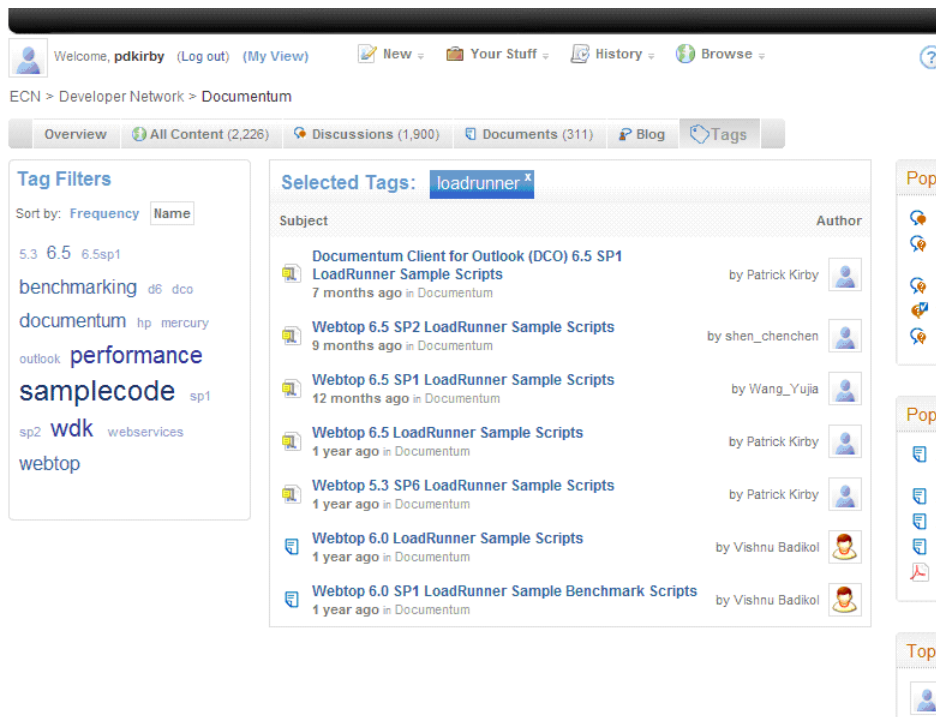 Welcome, pdkirby (Log out) (My View) New Your Stuff History Browse
ECN > Developer Network > Documentum
Overview All Content (2,226) Discussions (1,900) Documents (311) Blog Tags
Tag Filters
Sort by: Frequency Name
5.3 6.5 6.5sp1
benchmarking d6 dco
documentum hp mercury
outlook performance
samplecode sp1
sp2 wdk webservices
webtop
Selected Tags: loadrunner x
Subject Author
Documentum Client for Outlook (DCO) 6.5 SP1
LoadRunner Sample Scripts
7 months ago in Documentum
by Patrick Kirby
Webtop 6.5 SP2 LoadRunner Sample Scripts
9 months ago in Documentum
by shen_chenchen
Webtop 6.5 SP1 LoadRunner Sample Scripts
12 months ago in Documentum
by Wang_Yujia
Webtop 6.5 LoadRunner Sample Scripts
1 year ago in Documentum
by Patrick Kirby
Webtop 5.3 SP6 LoadRunner Sample Scripts
1 year ago in Documentum
by Patrick Kirby
Webtop 6.0 LoadRunner Sample Scripts
1 year ago in Documentum
by Vishnu Badikol
Webtop 6.0 SP1 LoadRunner Sample Benchmark Scripts
1 year ago in Documentum
by Vishnu Badikol
Pop
Pop
Top